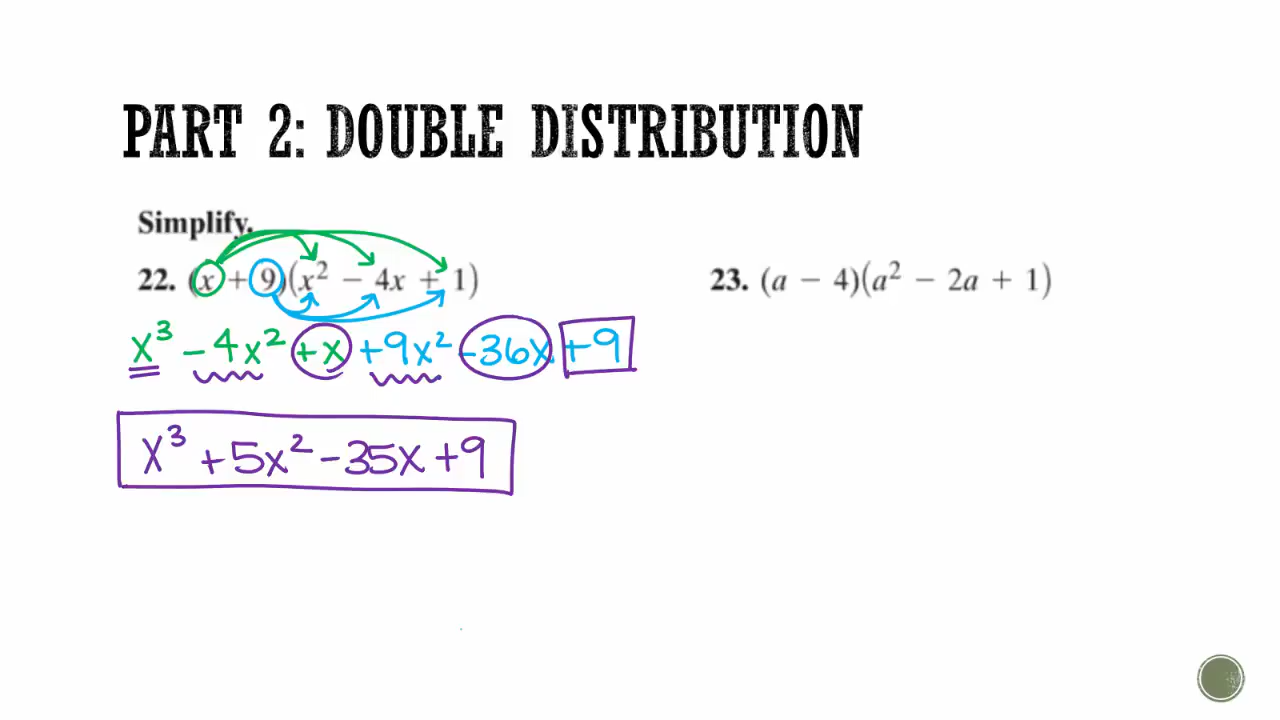 PART 2: DOUBLE DISTRIBUTION
Simplify.
22. (x + 9)(x² − 4x + 1)
x³ − 4x² + x + 9x² − 36x + 9
x³ + 5x² − 35x + 9
23. (a − 4)(a² − 2a + 1)